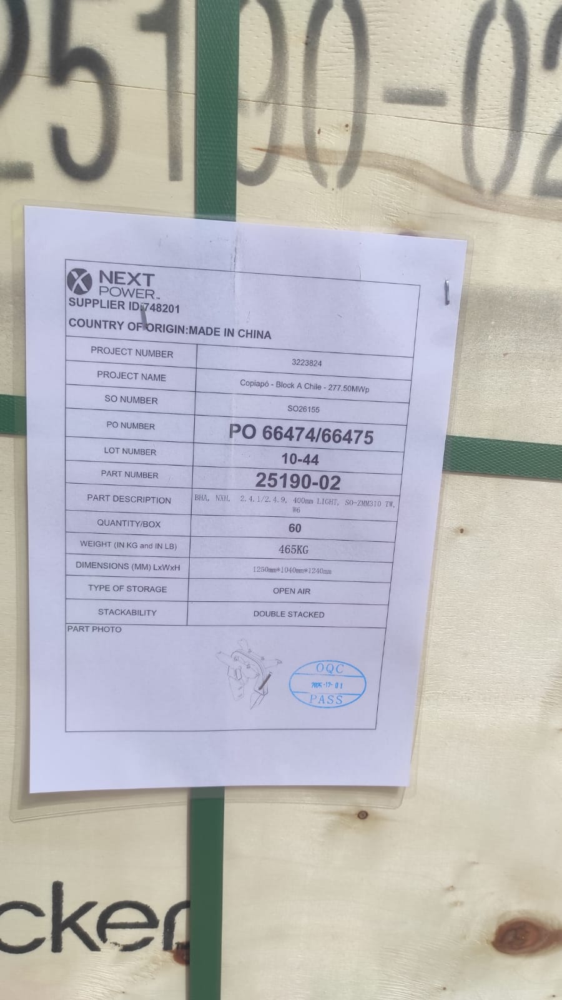 25190-02
NEXT
POWER™
SUPPLIER ID:748201
COUNTRY OF ORIGIN:MADE IN CHINA
PROJECT NUMBER 3223824
PROJECT NAME Copiapó - Block A Chile - 277.50MWp
SO NUMBER SO26155
PO NUMBER PO 66474/66475
LOT NUMBER 10-44
PART NUMBER 25190-02
PART DESCRIPTION BHA, NXH, 2.4.1/2.4.9, 400mm LIGHT, SO-ZMM310 TW,
W6
QUANTITY/BOX 60
WEIGHT (IN KG and IN LB) 465KG
DIMENSIONS (MM) LxWxH 1250mm*1040mm*1240mm
TYPE OF STORAGE OPEN AIR
STACKABILITY DOUBLE STACKED
PART PHOTO
OQC
2025-12-01
PASS
cker